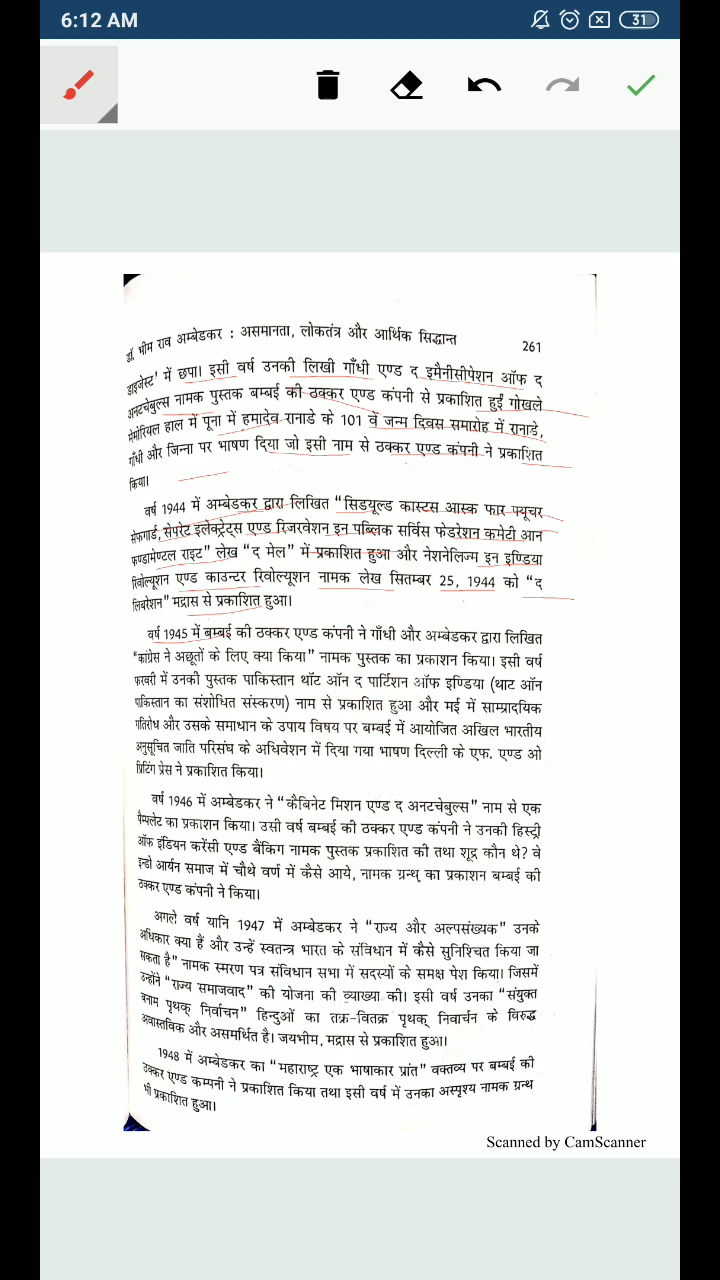 6:12 AM
31
डॉ. भीम राव अम्बेडकर : असमानता, लोकतंत्र और आर्थिक सिद्धान्त 261
डाइजेस्ट' में छपा। इसी वर्ष उनकी लिखी गाँधी एण्ड द इमैनीसीपेशन ऑफ द
अनटचेबुल्स नामक पुस्तक बम्बई की ठक्कर एण्ड कंपनी से प्रकाशित हुई गोखले
मेमोरियल हाल में पूना में हमादेव रानाडे के 101 वें जन्म दिवस समारोह में रानाडे,
गाँधी और जिन्ना पर भाषण दिया जो इसी नाम से ठक्कर एण्ड कंपनी ने प्रकाशित
किया।
वर्ष 1944 में अम्बेडकर द्वारा लिखित “सिडयूल्ड कास्टस आस्क फार फ्यूचर
सेफगार्ड, सेपरेट इलेक्ट्रेट्स एण्ड रिजरवेशन इन पब्लिक सर्विस फेडरेशन कमेटी आन
फण्डामेण्टल राइट” लेख “द मेल” में प्रकाशित हुआ और नेशनेलिज्म इन इण्डिया
रिवोल्यूशन एण्ड काउन्टर रिवोल्यूशन नामक लेख सितम्बर 25, 1944 को “द
लिबरेशन” मद्रास से प्रकाशित हुआ।
वर्ष 1945 में बम्बई की ठक्कर एण्ड कंपनी ने गाँधी और अम्बेडकर द्वारा लिखित
“कांग्रेस ने अछूतों के लिए क्या किया” नामक पुस्तक का प्रकाशन किया। इसी वर्ष
फरवरी में उनकी पुस्तक पाकिस्तान थॉट ऑन द पार्टिशन ऑफ इण्डिया (थाट ऑन
पाकिस्तान का संशोधित संस्करण) नाम से प्रकाशित हुआ और मई में साम्प्रादयिक
गतिरोध और उसके समाधान के उपाय विषय पर बम्बई में आयोजित अखिल भारतीय
अनुसूचित जाति परिसंघ के अधिवेशन में दिया गया भाषण दिल्ली के एफ. एण्ड ओ
प्रिटिंग प्रेस ने प्रकाशित किया।
वर्ष 1946 में अम्बेडकर ने “कैबिनेट मिशन एण्ड द अनटचेबुल्स” नाम से एक
पैम्पलेट का प्रकाशन किया। उसी वर्ष बम्बई की ठक्कर एण्ड कंपनी ने उनकी हिस्ट्री
ऑफ इंडियन करेंसी एण्ड बैंकिंग नामक पुस्तक प्रकाशित की तथा शूद्र कौन थे? वे
इन्डो आर्यन समाज में चौथे वर्ण में कैसे आये, नामक ग्रन्थ का प्रकाशन बम्बई की
ठक्कर एण्ड कंपनी ने किया।
अगले वर्ष यानि 1947 में अम्बेडकर ने “राज्य और अल्पसंख्यक” उनके
अधिकार क्या हैं और उन्हें स्वतन्त्र भारत के संविधान में कैसे सुनिश्चित किया जा
सकता है” नामक स्मरण पत्र संविधान सभा में सदस्यों के समक्ष पेश किया। जिसमें
उन्होंने “राज्य समाजवाद” की योजना की व्याख्या की। इसी वर्ष उनका “संयुक्त
बनाम पृथक् निर्वाचन” हिन्दुओं का तक्र-वितक्र पृथक् निवार्चन के विरुद्ध
अवास्तविक और असमर्थित है। जयभीम, मद्रास से प्रकाशित हुआ।
1948 में अम्बेडकर का “महाराष्ट्र एक भाषाकार प्रांत” वक्तव्य पर बम्बई की
ठक्कर एण्ड कम्पनी ने प्रकाशित किया तथा इसी वर्ष में उनका अस्पृश्य नामक ग्रन्थ
भी प्रकाशित हुआ।
Scanned by CamScanner